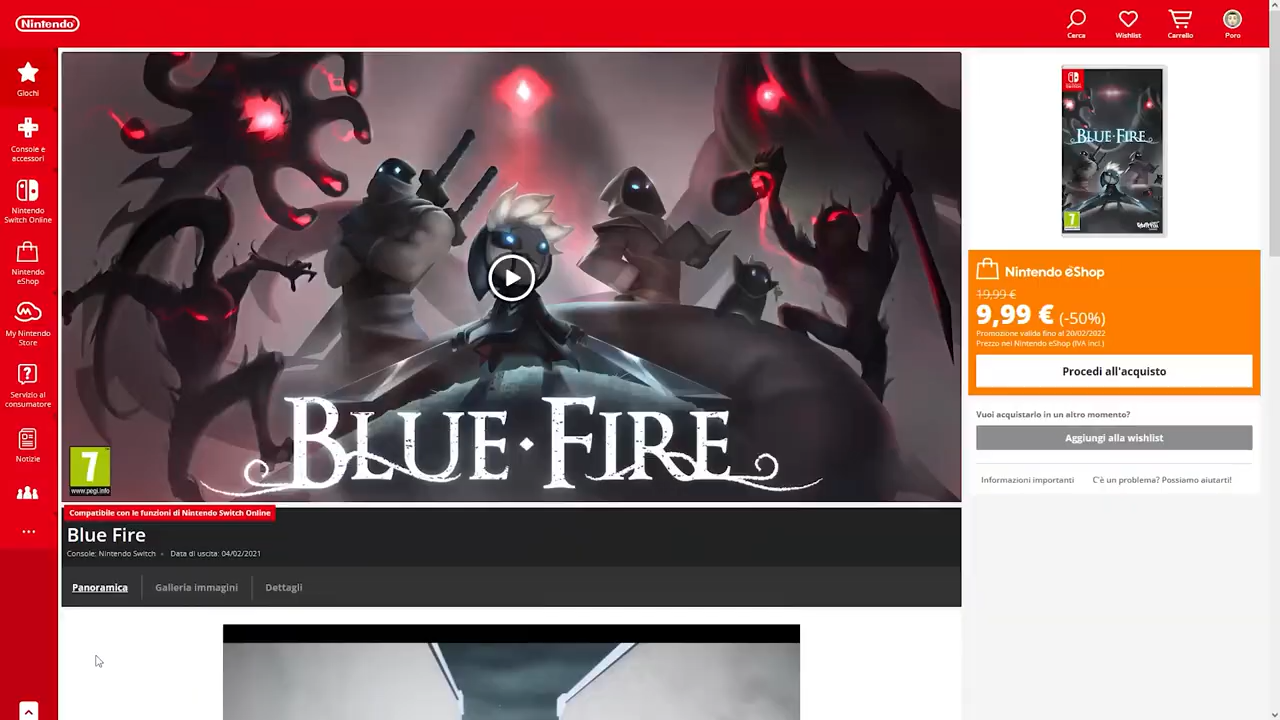 Nintendo
Cerca
Wishlist
Carrello
Poro
Giochi
Console e
accessori
Nintendo
Switch Online
Nintendo
eShop
My Nintendo
Store
Servizio al
consumatore
Notizie
...
BLUE FIRE
7
www.pegi.info
Compatibile con le funzioni di Nintendo Switch Online
Blue Fire
Console: Nintendo Switch • Data di uscita: 04/02/2021
Panoramica
Galleria immagini
Dettagli
BLUE FIRE
7
Nintendo eShop
19,99 €
9,99 € (-50%)
Promozione valida fino al 20/02/2022
Prezzo nel Nintendo eShop (IVA incl.)
Procedi all'acquisto
Vuoi acquistarlo in un altro momento?
Aggiungi alla wishlist
Informazioni importanti
C'è un problema? Possiamo aiutarti!